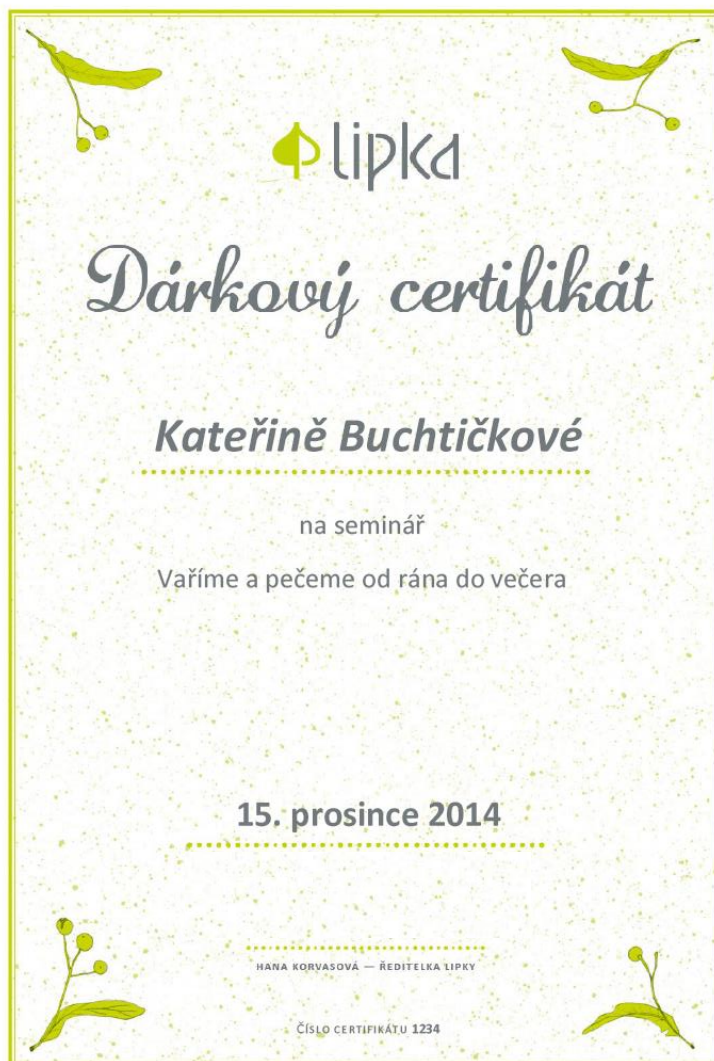 lipka
Dárkový certifikát
Kateřině Buchtičkové
na seminář
Vaříme a pečeme od rána do večera
15. prosince 2014
HANA KORVASOVÁ — ŘEDITELKA LIPKY
ČÍSLO CERTIFIKÁTU 1234